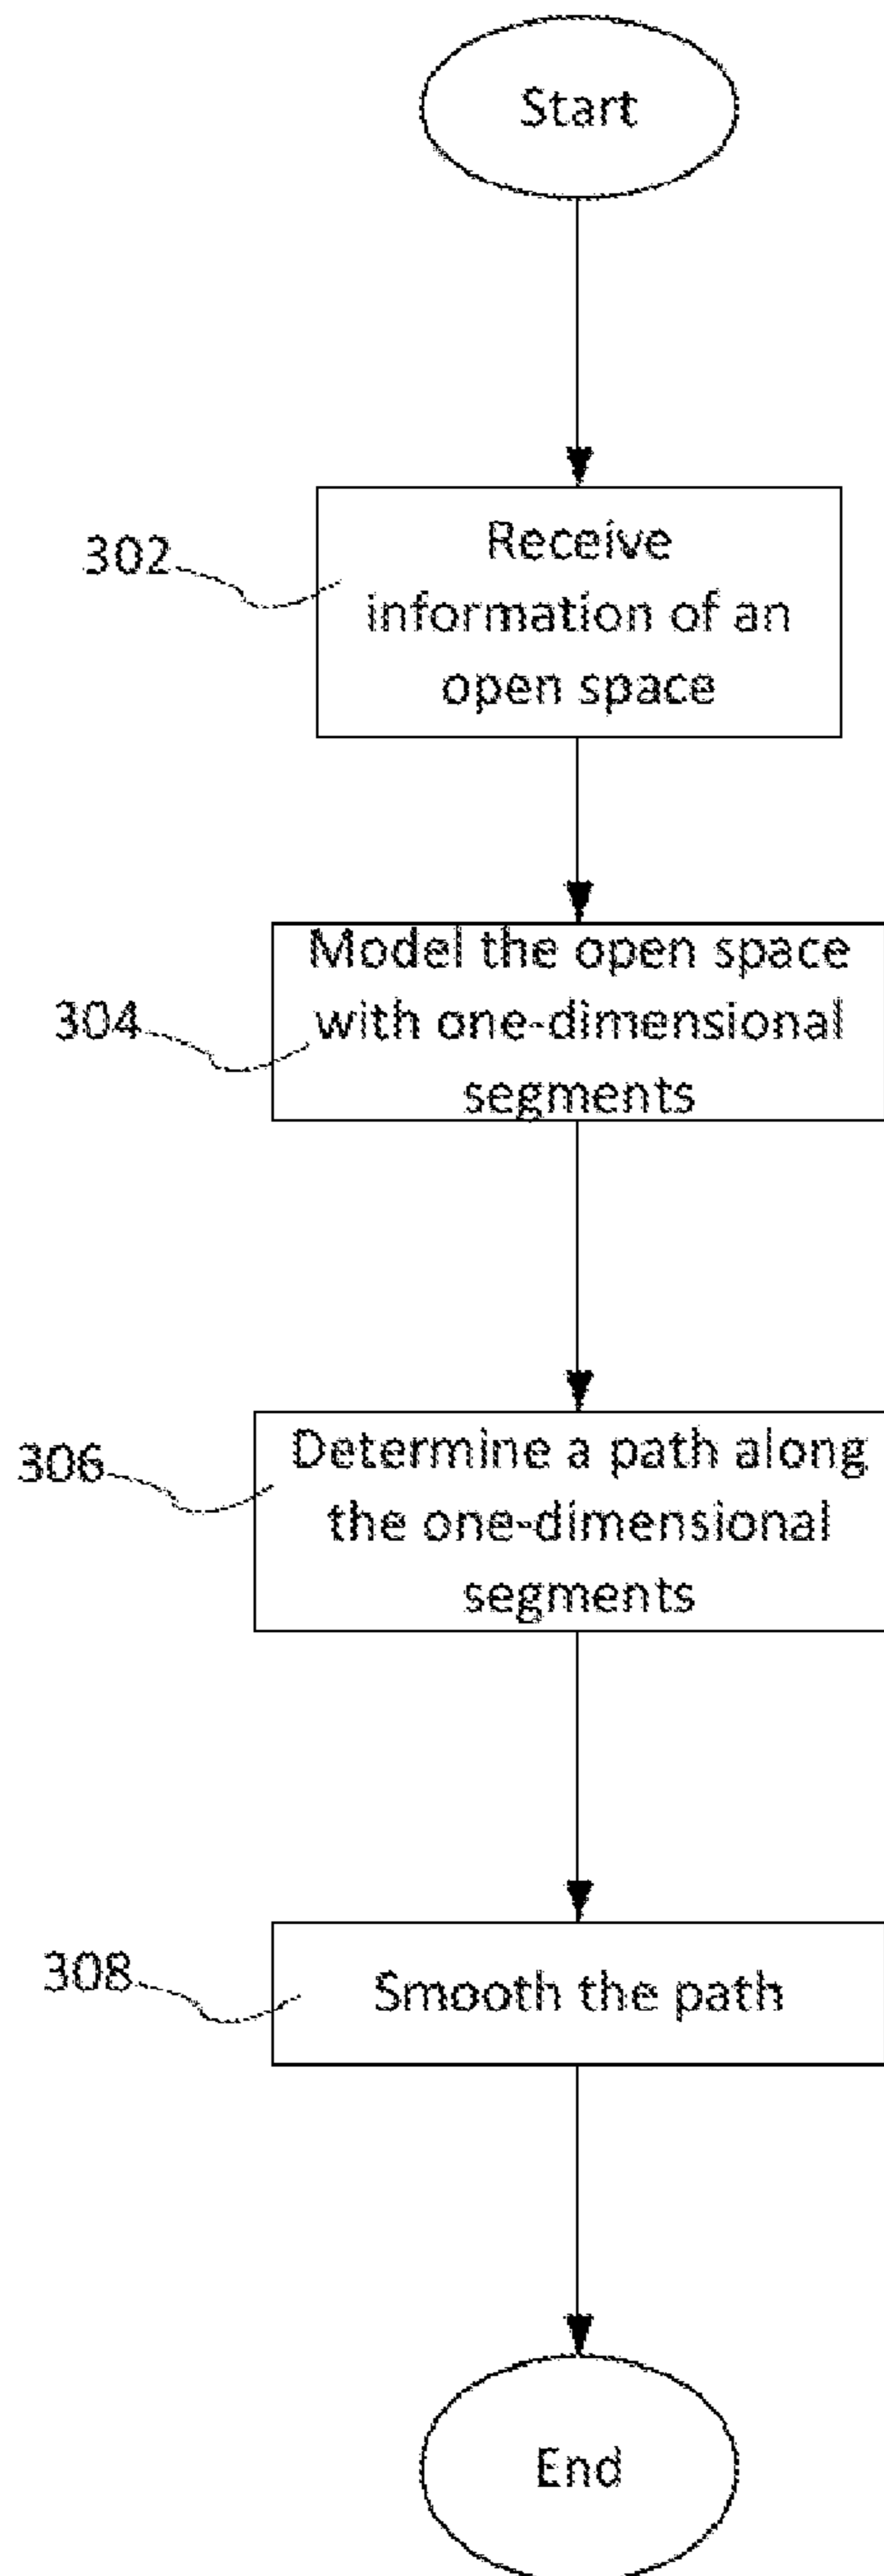 Start
302
Receive
information of an
open space
304
Model the open space
with one-dimensional
segments
306
Determine a path along
the one-dimensional
segments
308
Smooth the path
End